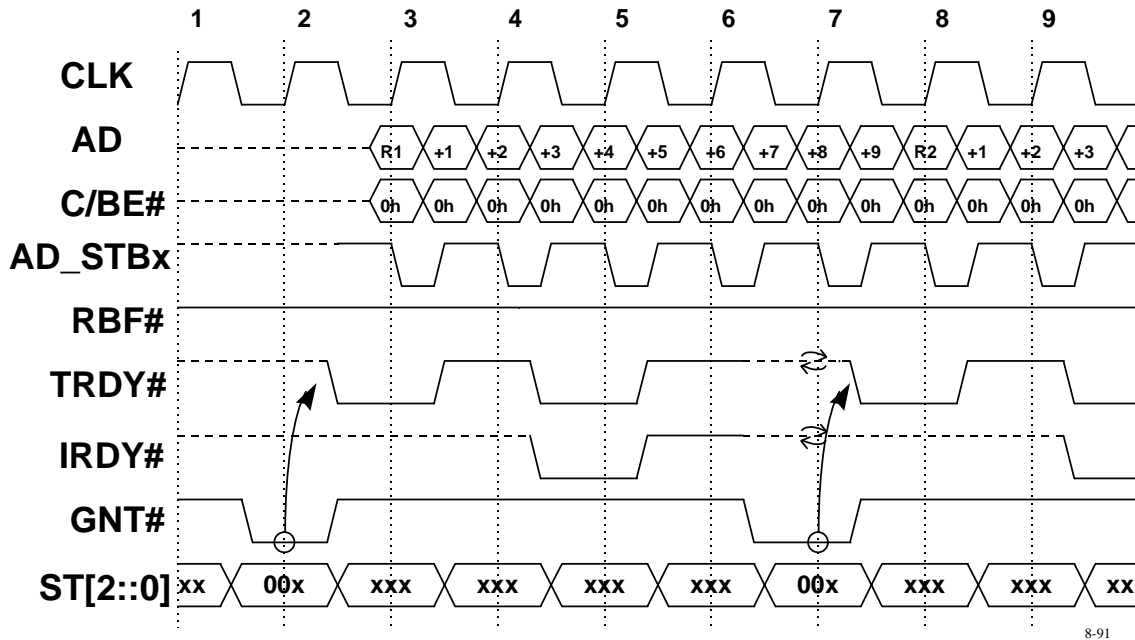 1 2 3 4 5 6 7 8 9
CLK
AD R1 +1 +2 +3 +4 +5 +6 +7 +8 +9 R2 +1 +2 +3
C/BE# 0h 0h 0h 0h 0h 0h 0h 0h 0h 0h 0h 0h 0h 0h
AD_STBx
RBF#
TRDY#
IRDY#
GNT#
ST[2::0] xx 00x xxx xxx xxx xxx 00x xxx xxx xx
8-91